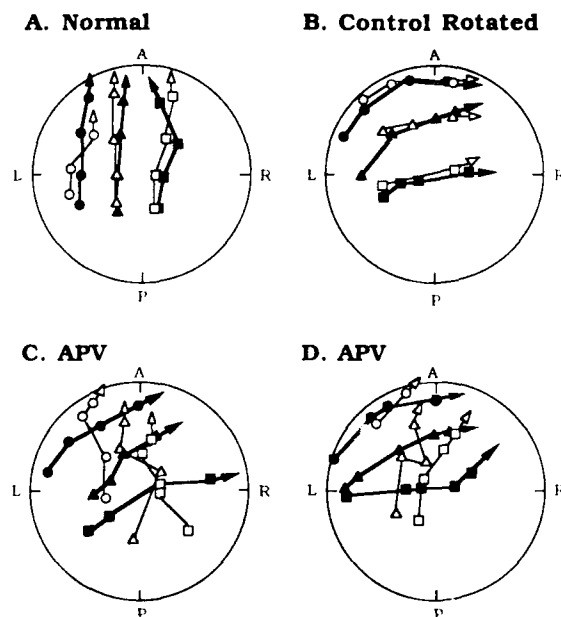 A. Normal
B. Control Rotated
A
A
L
R
L
R
P
P
C. APV
D. APV
A
A
L
R
L
R
P
P